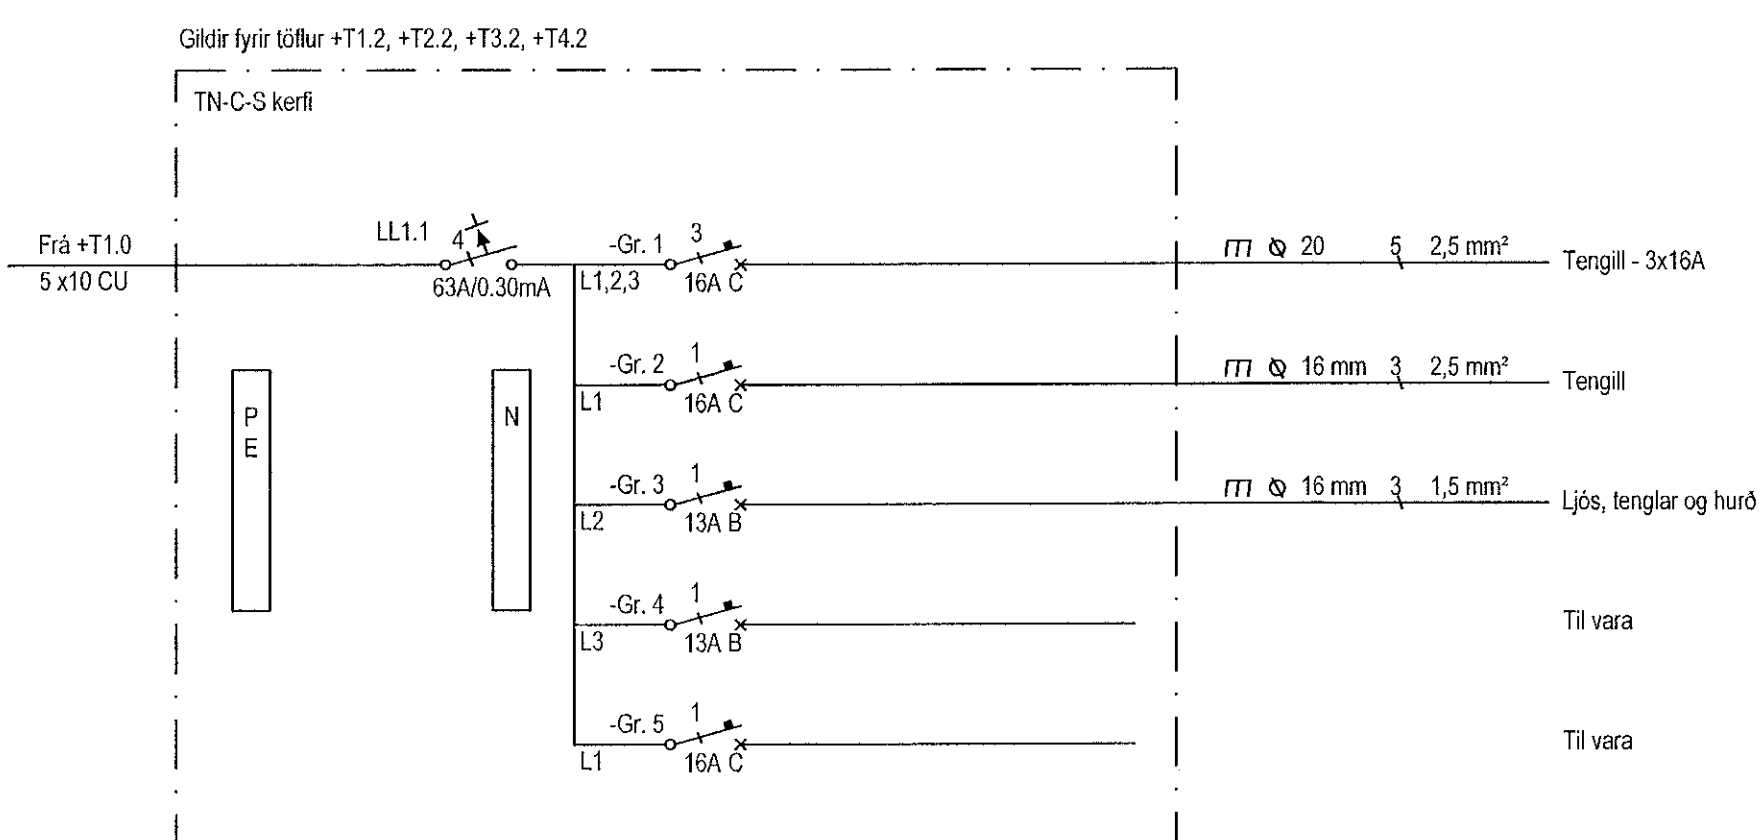 Gildir fyrir töflur +T1.2, +T2.2, +T3.2, +T4.2
TN-C-S kerfi
Frá +T1.0
5 x10 CU
LL1.1
4
63A/0.30mA
-Gr. 1
3
L1,2,3
16A C
20
5
2,5 mm²
Tengill - 3x16A
-Gr. 2
1
L1
16A C
16 mm
3
2,5 mm²
Tengill
P
E
N
-Gr. 3
1
L2
13A B
16 mm
3
1,5 mm²
Ljós, tenglar og hurð
-Gr. 4
1
L3
13A B
Til vara
-Gr. 5
1
L1
16A C
Til vara